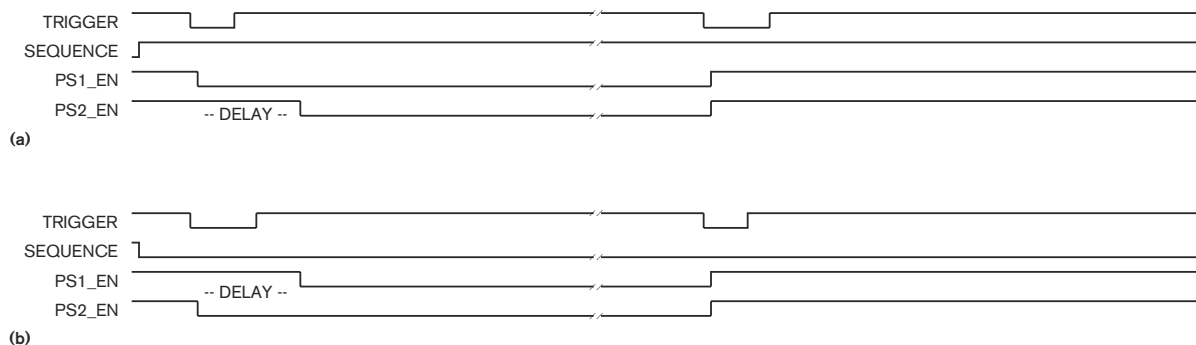 TRIGGER
SEQUENCE
PS1_EN
PS2_EN
-- DELAY --
(a)
TRIGGER
SEQUENCE
PS1_EN
-- DELAY --
PS2_EN
(b)